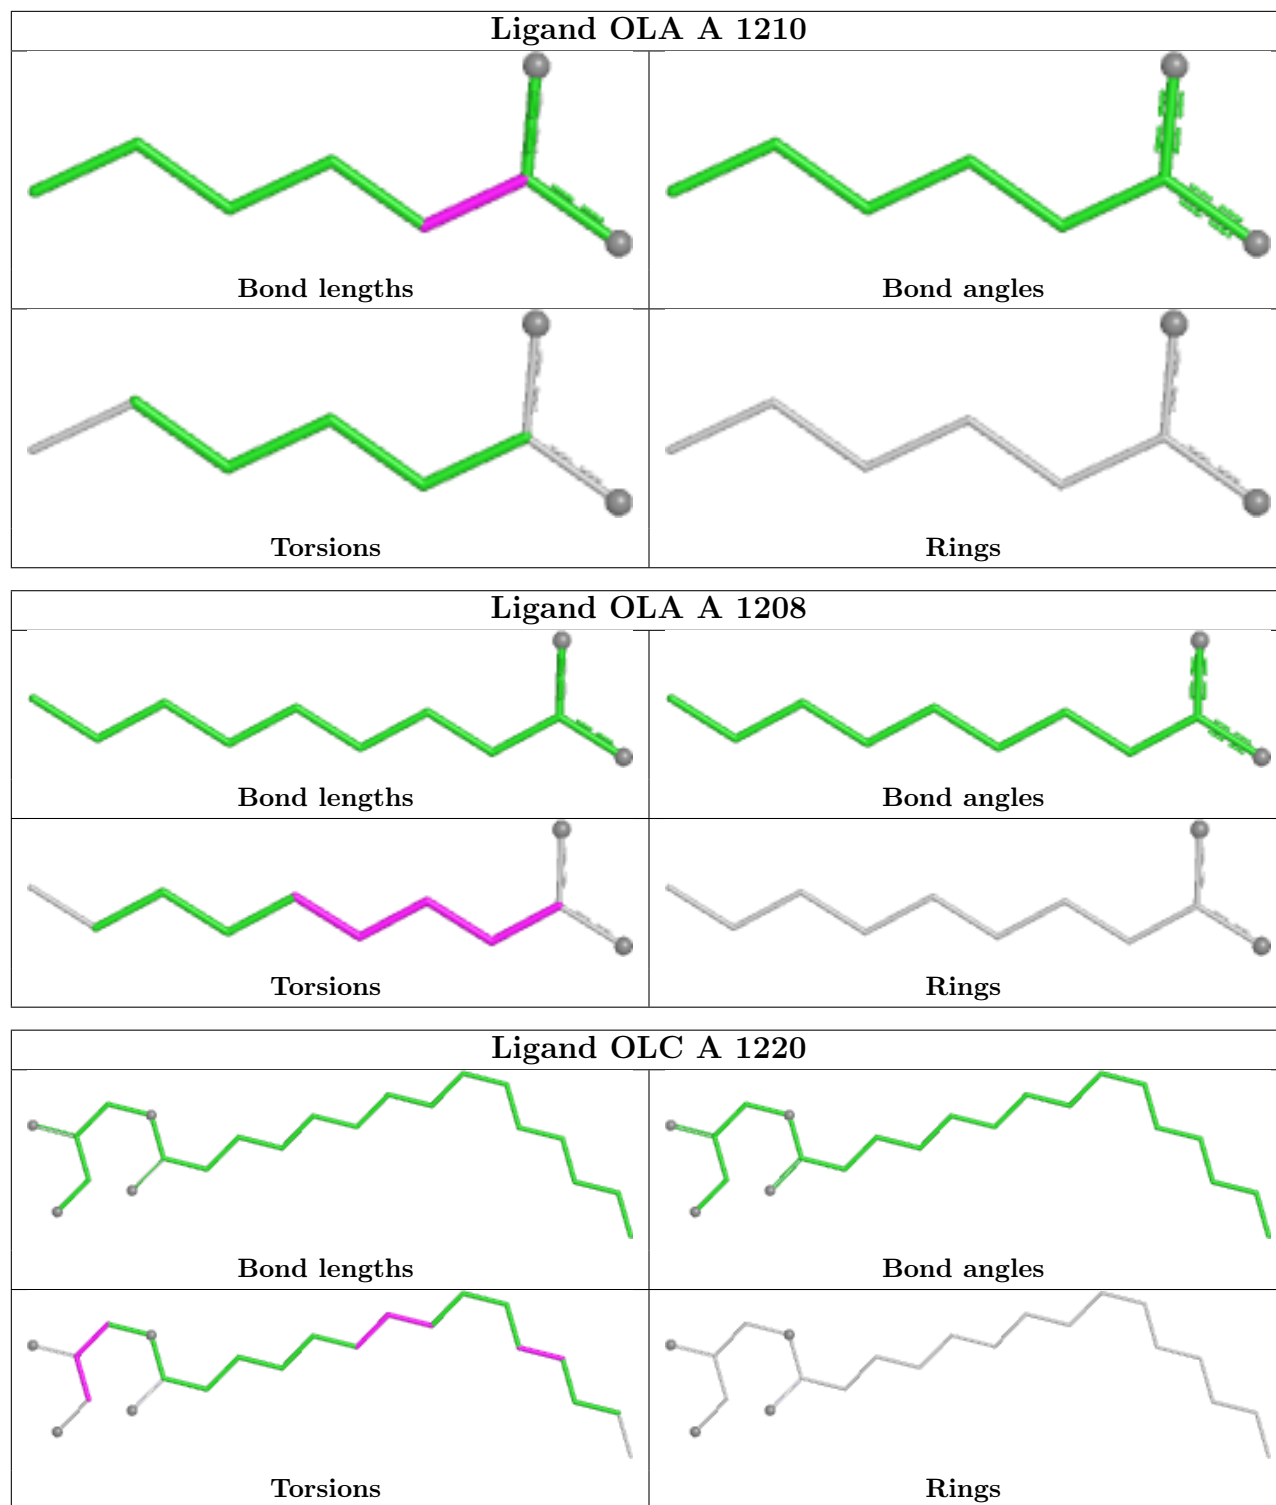 Ligand OLA A 1210
Bond lengths
Bond angles
Torsions
Rings
Ligand OLA A 1208
Bond lengths
Bond angles
Torsions
Rings
Ligand OLC A 1220
Bond lengths
Bond angles
Torsions
Rings